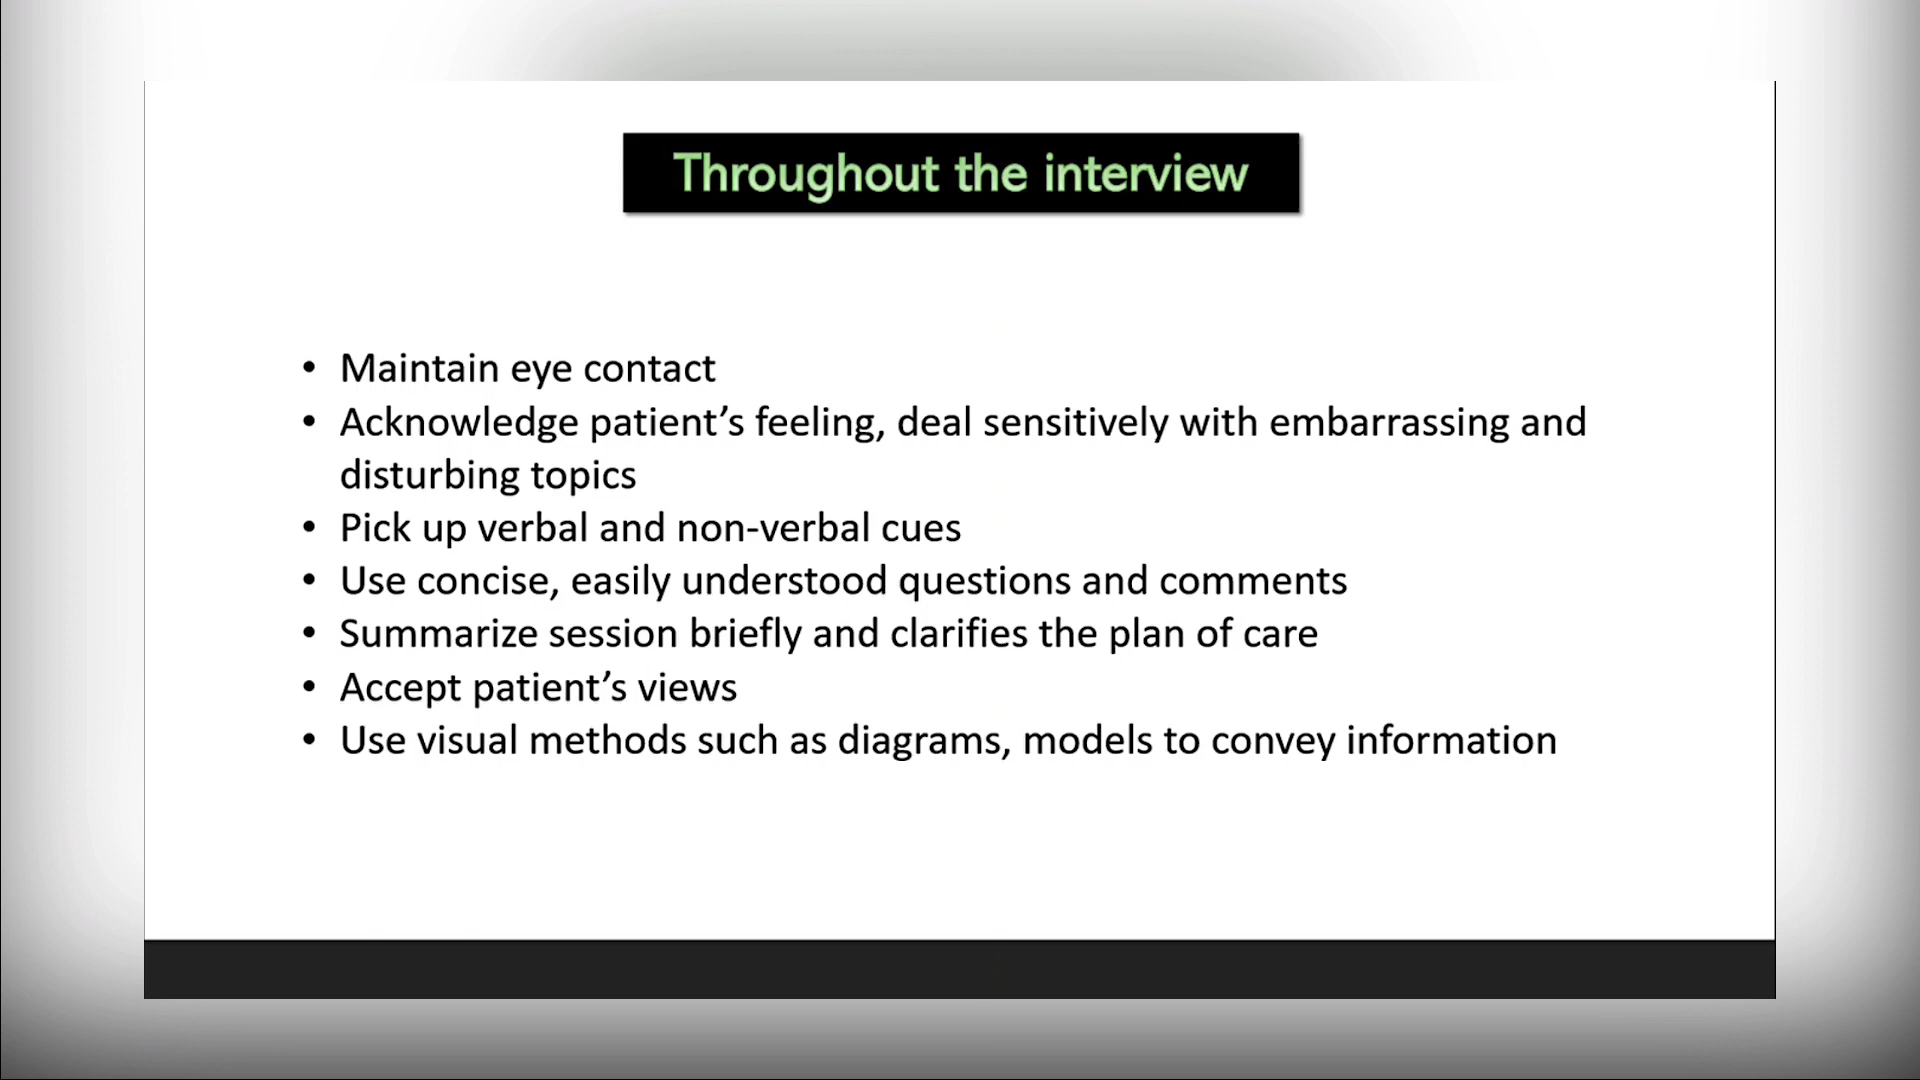 Throughout the interview
• Maintain eye contact
• Acknowledge patient’s feeling, deal sensitively with embarrassing and
disturbing topics
• Pick up verbal and non-verbal cues
• Use concise, easily understood questions and comments
• Summarize session briefly and clarifies the plan of care
• Accept patient’s views
• Use visual methods such as diagrams, models to convey information